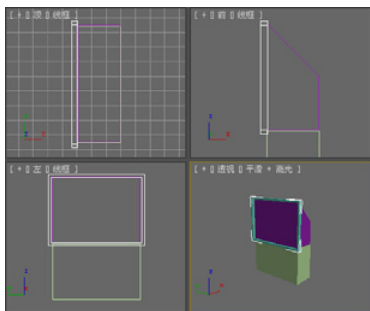 [ + 0 顶 0 线框 ]
[ + 0 前 0 线框 ]
[ + 0 左 0 线框 ]
[ + 0 透视 0 平滑 + 高光 ]